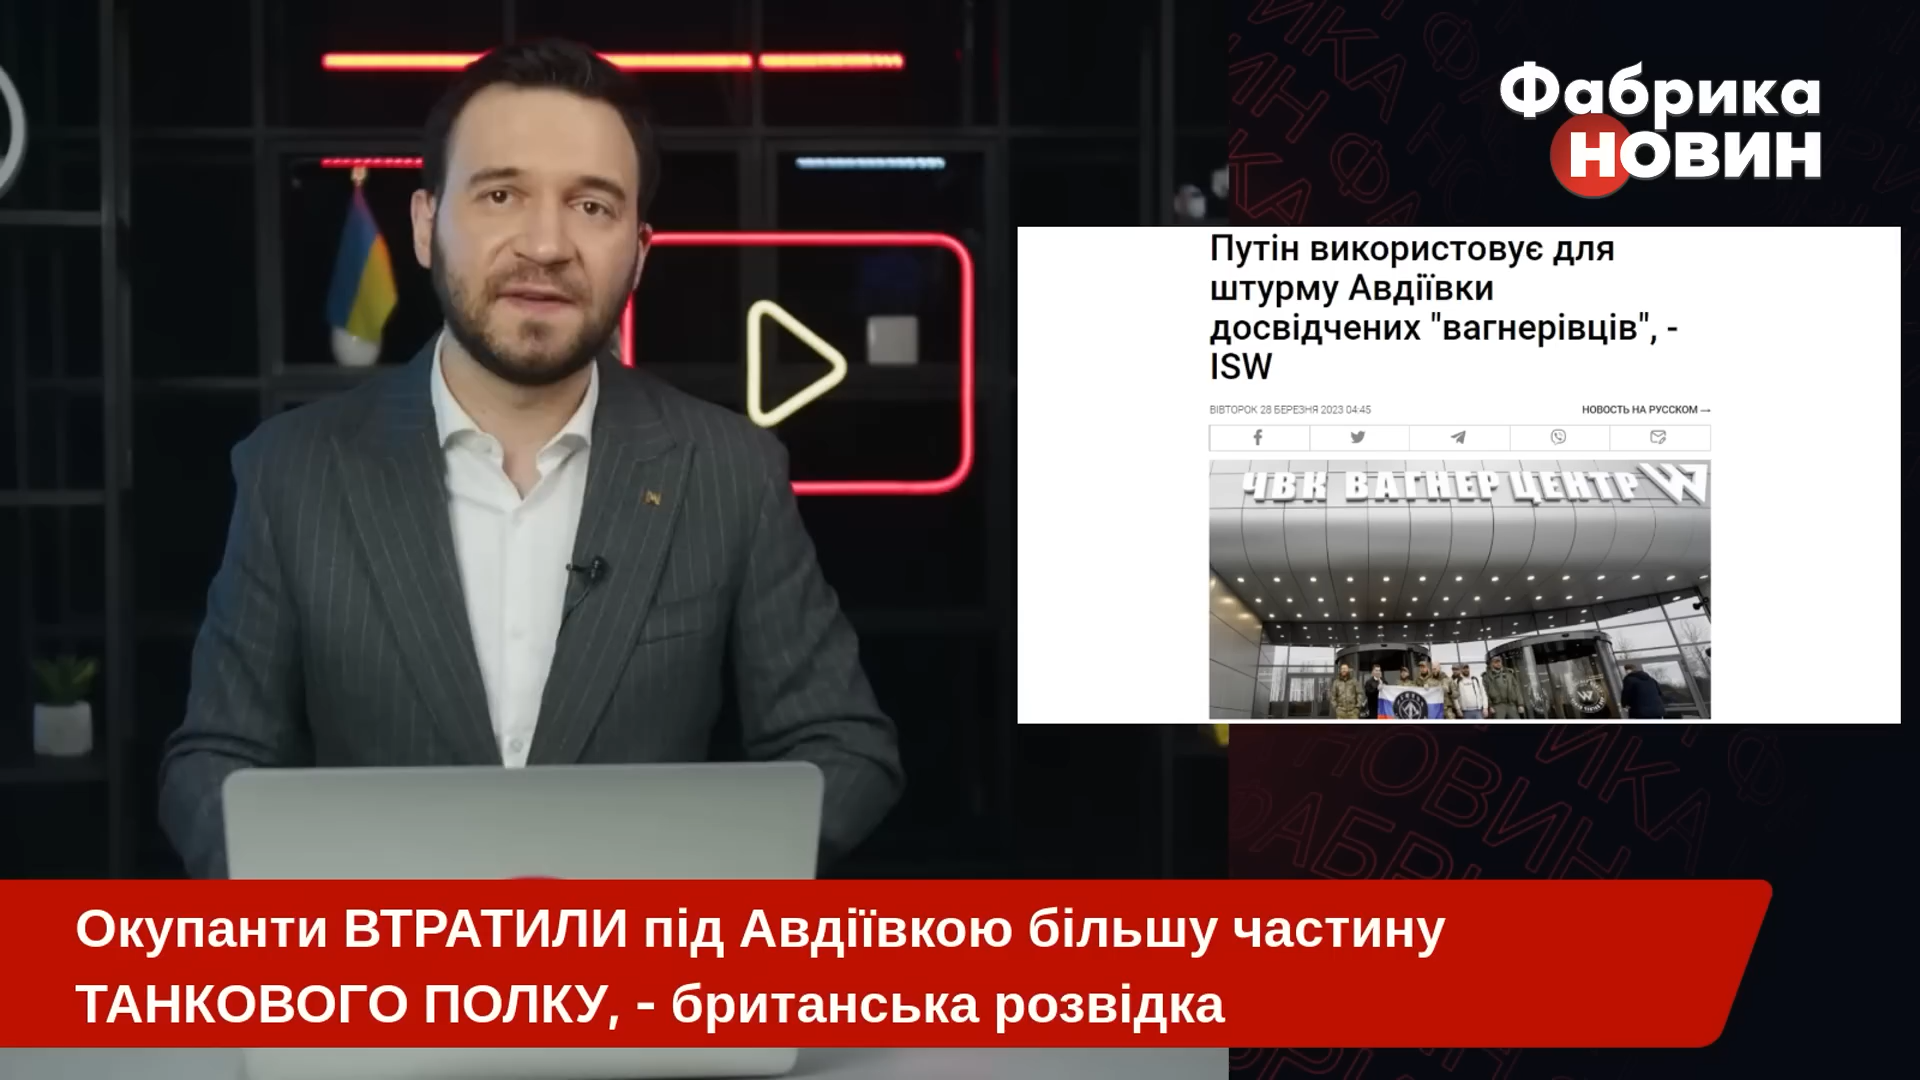 Фабрика
новин
Путін використовує для
штурму Авдіївки
досвідчених "вагнерівців", -
ISW
ВІВТОРОК 28 БЕРЕЗНЯ 2023 04:45
НОВОСТЬ НА РУССКОМ →
ЧВК ВАГНЕР ЦЕНТР W
Окупанти ВТРАТИЛИ під Авдіївкою більшу частину
ТАНКОВОГО ПОЛКУ, - британська розвідка